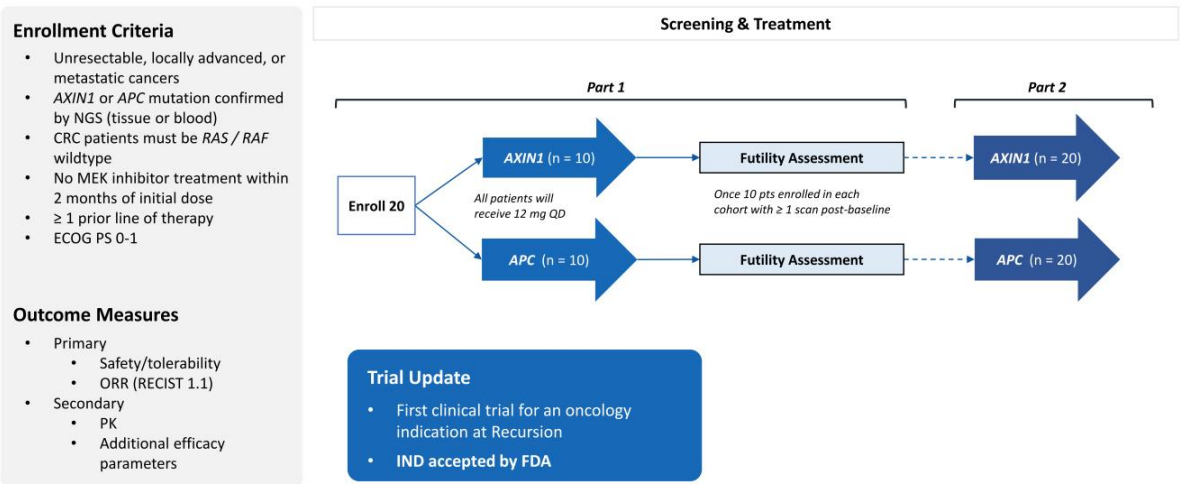 Enrollment Criteria
• Unresectable, locally advanced, or
metastatic cancers
• AXIN1 or APC mutation confirmed
by NGS (tissue or blood)
• CRC patients must be RAS / RAF
wildtype
• No MEK inhibitor treatment within
2 months of initial dose
• ≥ 1 prior line of therapy
• ECOG PS 0-1
Outcome Measures
• Primary
• Safety/tolerability
• ORR (RECIST 1.1)
• Secondary
• PK
• Additional efficacy
parameters
Screening & Treatment
Part 1
Part 2
Enroll 20
AXIN1 (n = 10)
Futility Assessment
AXIN1 (n = 20)
All patients will
receive 12 mg QD
Once 10 pts enrolled in each
cohort with ≥ 1 scan post-baseline
APC (n = 10)
Futility Assessment
APC (n = 20)
Trial Update
• First clinical trial for an oncology
indication at Recursion
• IND accepted by FDA